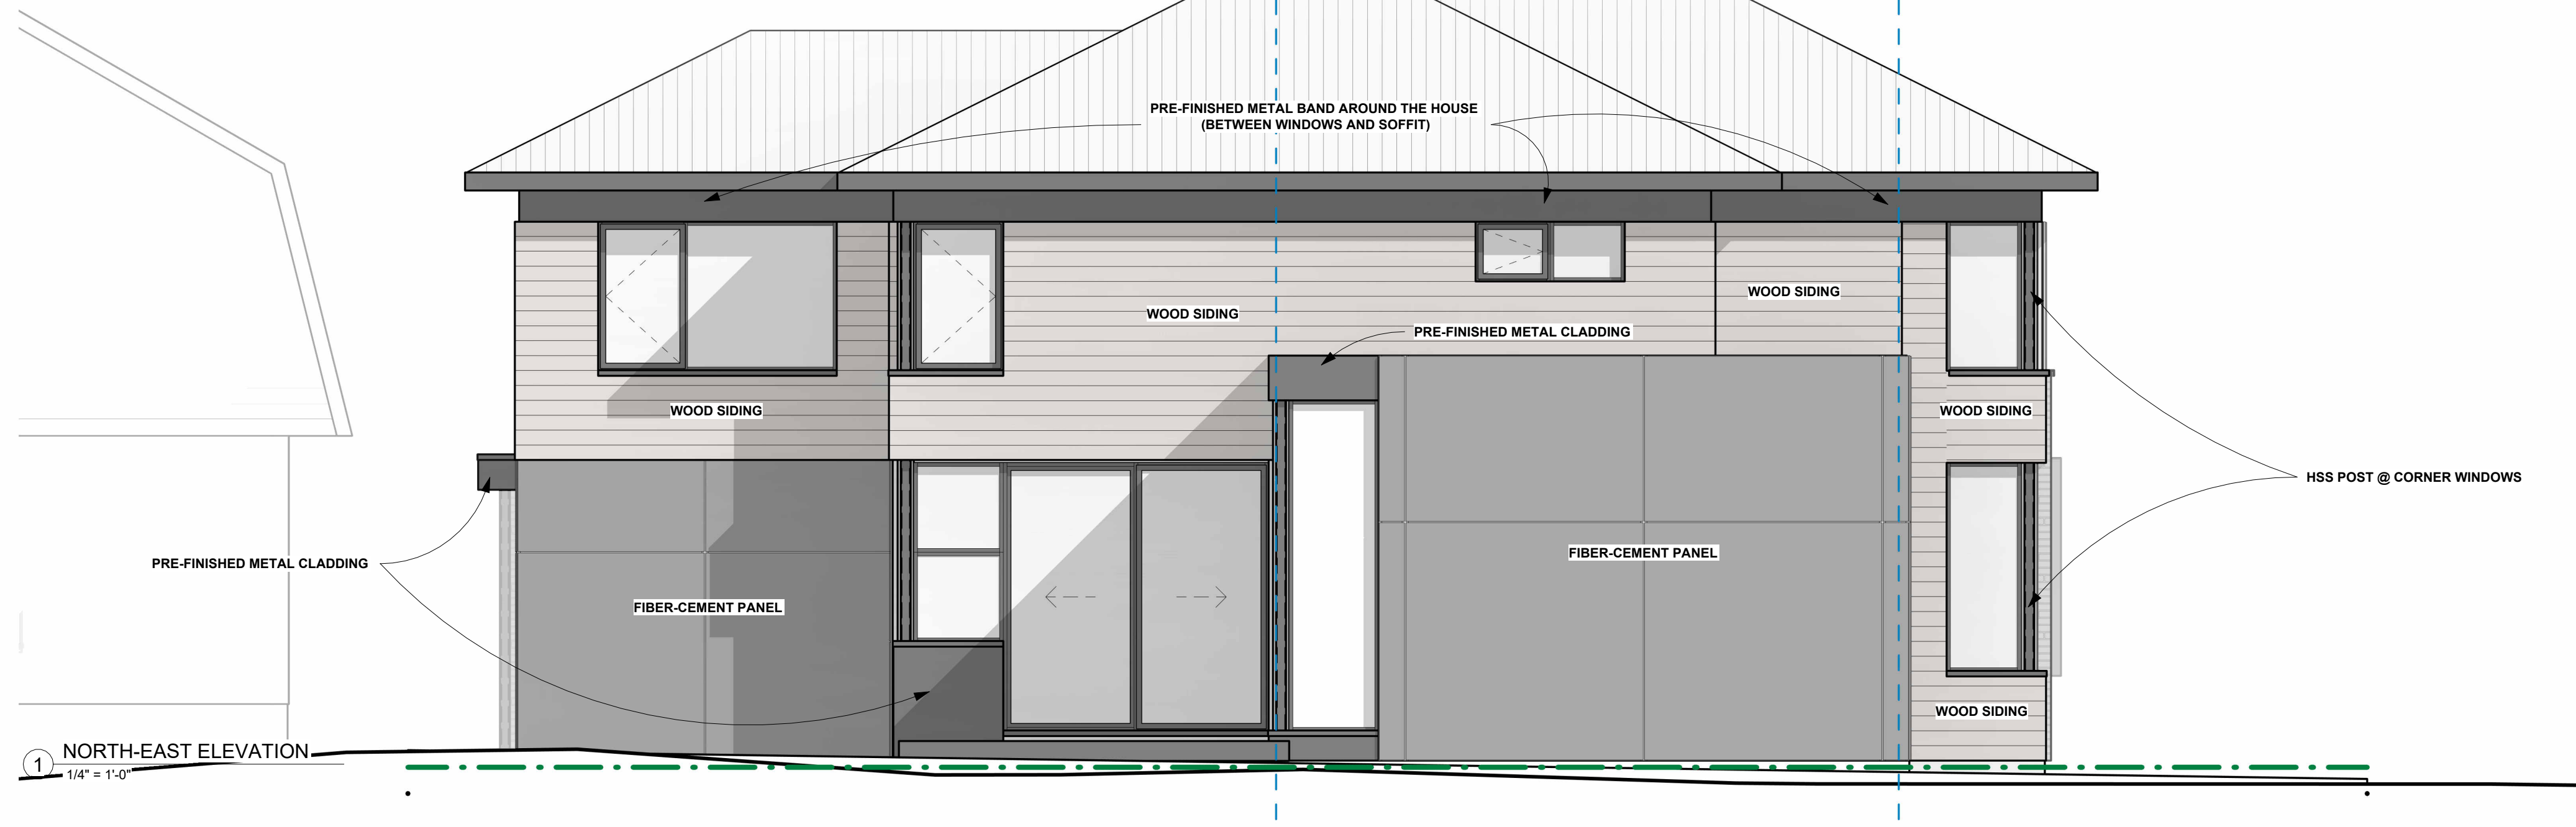 PRE-FINISHED METAL BAND AROUND THE HOUSE
(BETWEEN WINDOWS AND SOFFIT)
WOOD SIDING
WOOD SIDING
PRE-FINISHED METAL CLADDING
WOOD SIDING
WOOD SIDING
HSS POST @ CORNER WINDOWS
FIBER-CEMENT PANEL
PRE-FINISHED METAL CLADDING
FIBER-CEMENT PANEL
WOOD SIDING
1 NORTH-EAST ELEVATION
1/4" = 1'-0"